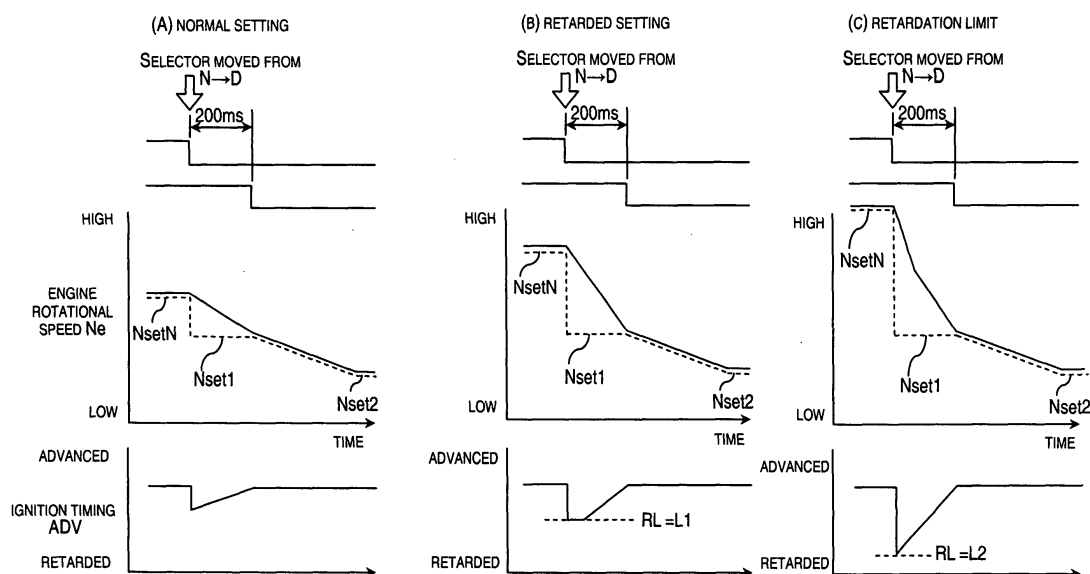 (A) NORMAL SETTING
SELECTOR MOVED FROM
N→D
200ms
HIGH
ENGINE
ROTATIONAL
SPEED Ne
NsetN
Nset1
Nset2
LOW
TIME
ADVANCED
IGNITION TIMING
ADV
RETARDED
(B) RETARDED SETTING
SELECTOR MOVED FROM
N→D
200ms
HIGH
NsetN
Nset1
Nset2
LOW
TIME
ADVANCED
RL =L1
RETARDED
(C) RETARDATION LIMIT
SELECTOR MOVED FROM
N→D
200ms
HIGH
NsetN
Nset1
Nset2
LOW
TIME
ADVANCED
RL =L2
RETARDED